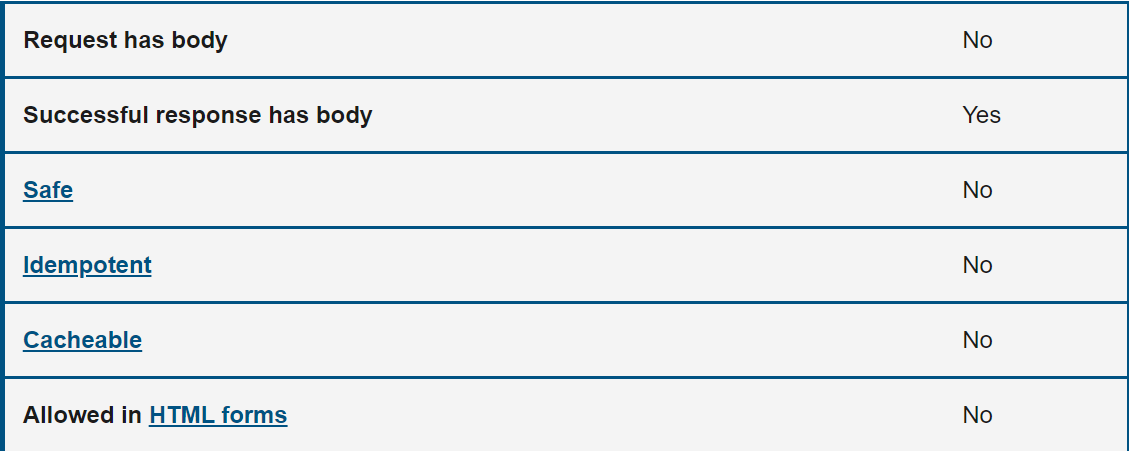 Request has body No
Successful response has body Yes
Safe No
Idempotent No
Cacheable No
Allowed in HTML forms No